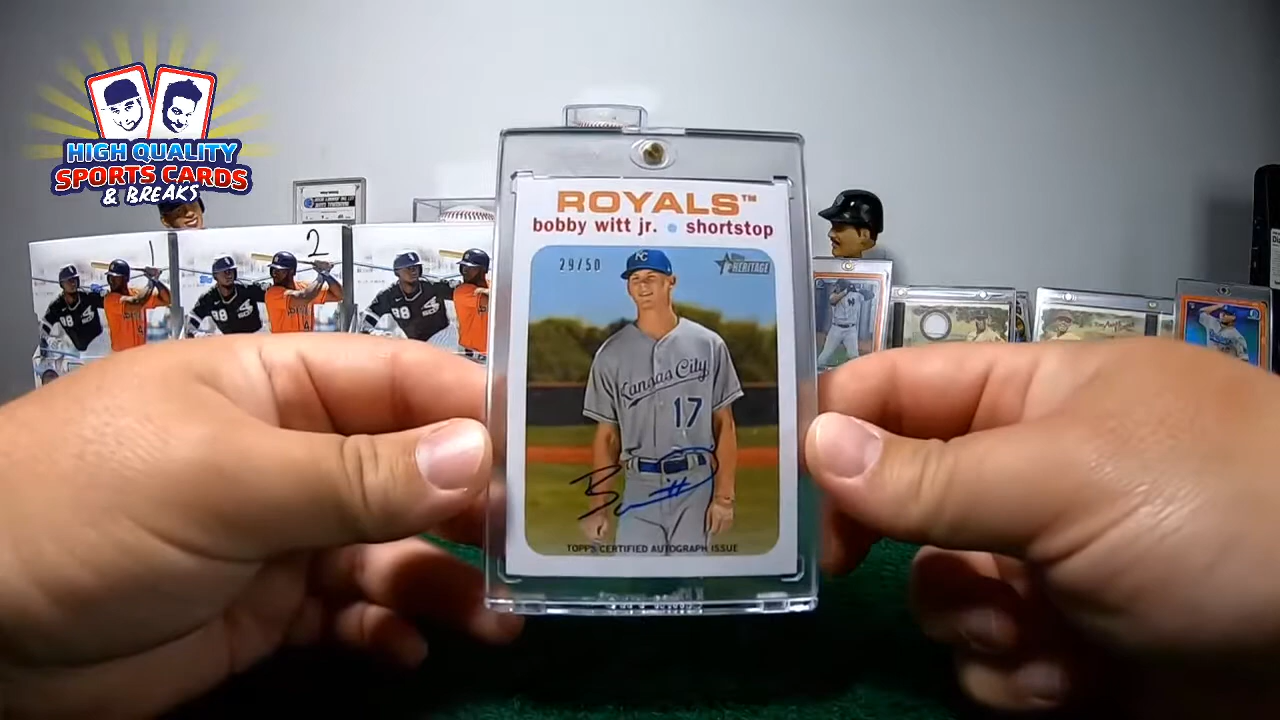 HIGH QUALITY
SPORTS CARDS
& BREAKS
1
2
ROYALS™
bobby witt jr. • shortstop
29/50
KC
HERITAGE
Kansas City
17
TOPPS CERTIFIED AUTOGRAPH ISSUE